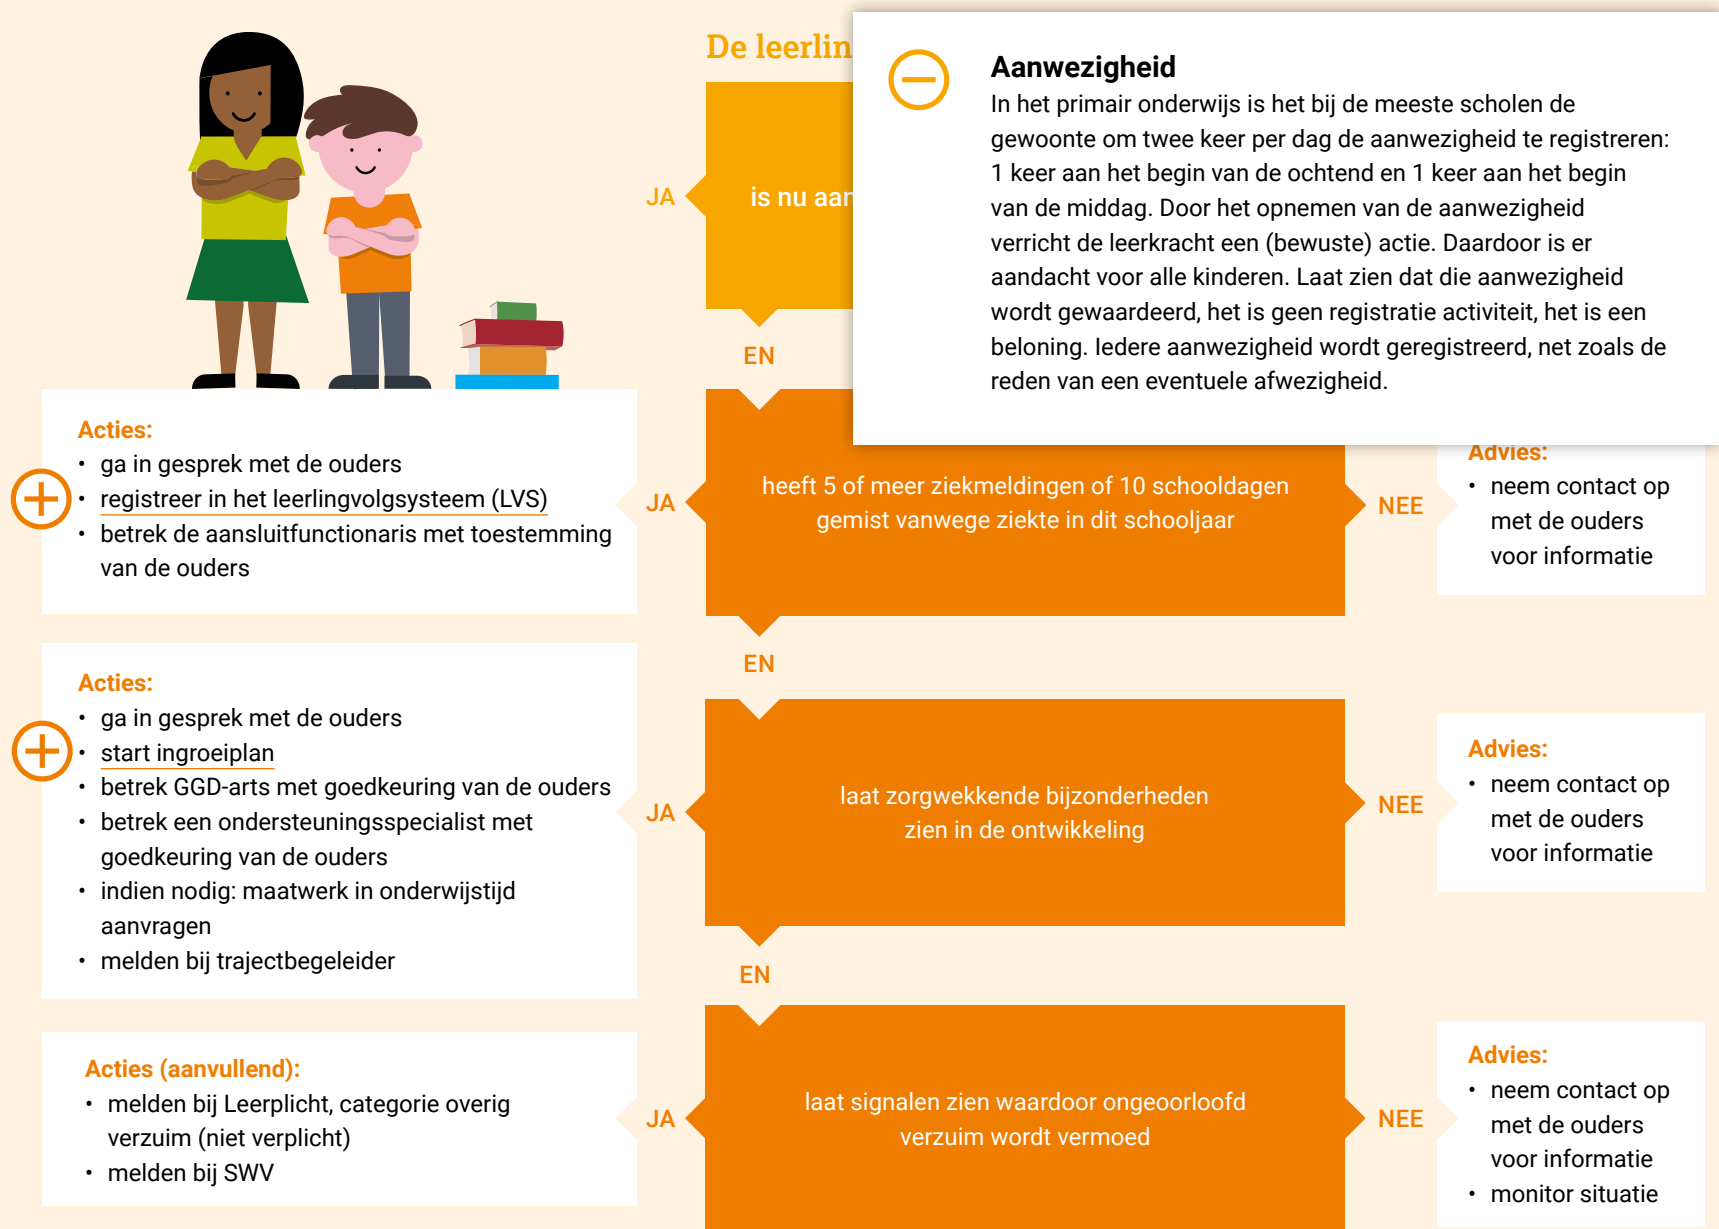 De leerlin
JA
is nu aan
Aanwezigheid
In het primair onderwijs is het bij de meeste scholen de
gewoonte om twee keer per dag de aanwezigheid te registreren:
1 keer aan het begin van de ochtend en 1 keer aan het begin
van de middag. Door het opnemen van de aanwezigheid
verricht de leerkracht een (bewuste) actie. Daardoor is er
aandacht voor alle kinderen. Laat zien dat die aanwezigheid
wordt gewaardeerd, het is geen registratie activiteit, het is een
beloning. Iedere aanwezigheid wordt geregistreerd, net zoals de
reden van een eventuele afwezigheid.
EN
Acties:
• ga in gesprek met de ouders
• registreer in het leerlingvolgsysteem (LVS)
• betrek de aansluitfunctionaris met toestemming
van de ouders
JA
heeft 5 of meer ziekmeldingen of 10 schooldagen
gemist vanwege ziekte in dit schooljaar
NEE
Advies:
• neem contact op
met de ouders
voor informatie
EN
Acties:
• ga in gesprek met de ouders
• start ingroeiplan
• betrek GGD-arts met goedkeuring van de ouders
• betrek een ondersteuningsspecialist met
goedkeuring van de ouders
• indien nodig: maatwerk in onderwijstijd
aanvragen
• melden bij trajectbegeleider
JA
laat zorgwekkende bijzonderheden
zien in de ontwikkeling
NEE
Advies:
• neem contact op
met de ouders
voor informatie
EN
Acties (aanvullend):
• melden bij Leerplicht, categorie overig
verzuim (niet verplicht)
• melden bij SWV
JA
laat signalen zien waardoor ongeoorloofd
verzuim wordt vermoed
NEE
Advies:
• neem contact op
met de ouders
voor informatie
• monitor situatie